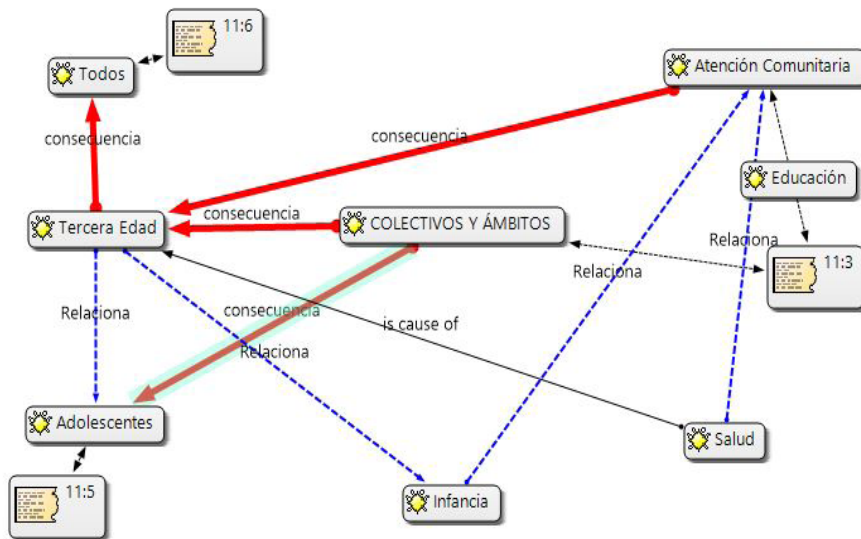 11:6
Todos
Atención Comunitaria
consecuencia
consecuencia
Educación
Tercera Edad
consecuencia
COLECTIVOS Y ÁMBITOS
Relaciona
11:3
Relaciona
Relaciona
consecuencia
is cause of
Relaciona
Adolescentes
Salud
11:5
Infancia